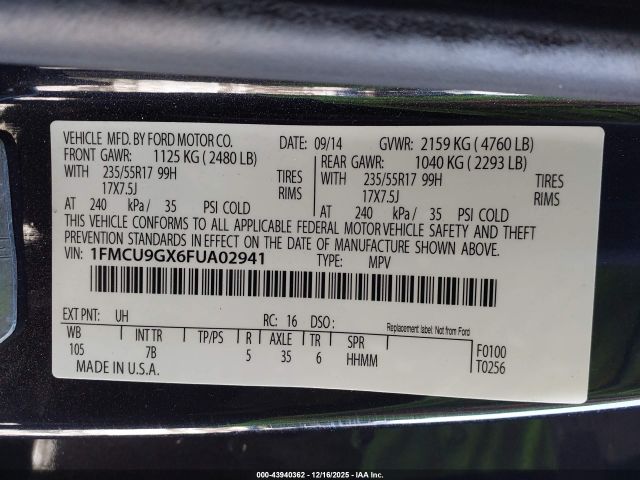 VEHICLE MFD. BY FORD MOTOR CO. DATE: 09/14 GVWR: 2159 KG ( 4760 LB)
FRONT GAWR: 1125 KG ( 2480 LB) REAR GAWR: 1040 KG ( 2293 LB)
WITH 235/55R17 99H TIRES WITH 235/55R17 99H TIRES
17X7.5J RIMS 17X7.5J RIMS
AT 240 kPa/ 35 PSI COLD AT 240 kPa/ 35 PSI COLD
THIS VEHICLE CONFORMS TO ALL APPLICABLE FEDERAL MOTOR VEHICLE SAFETY AND THEFT
PREVENTION STANDARDS IN EFFECT ON THE DATE OF MANUFACTURE SHOWN ABOVE.
VIN: 1FMCU9GX6FUA02941 TYPE: MPV
EXT PNT: UH RC: 16 DSO: Replacement label- Not from Ford
WB INT TR TP/PS R AXLE TR SPR F0100
105 7B 5 35 6 HHMM T0256
MADE IN U.S.A.
000-43940362 | 12/16/2025 - IAA Inc.